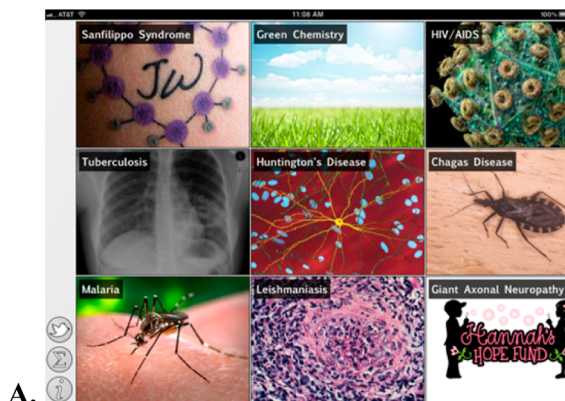 AT&T 11:08 AM 100%
Sanfilippo Syndrome
Green Chemistry
HIV/AIDS
JW
Tuberculosis
Huntington's Disease
Chagas Disease
Malaria
Leishmaniasis
Giant Axonal Neuropathy
Hannah's
HOPE FUND
Σ
i
A.